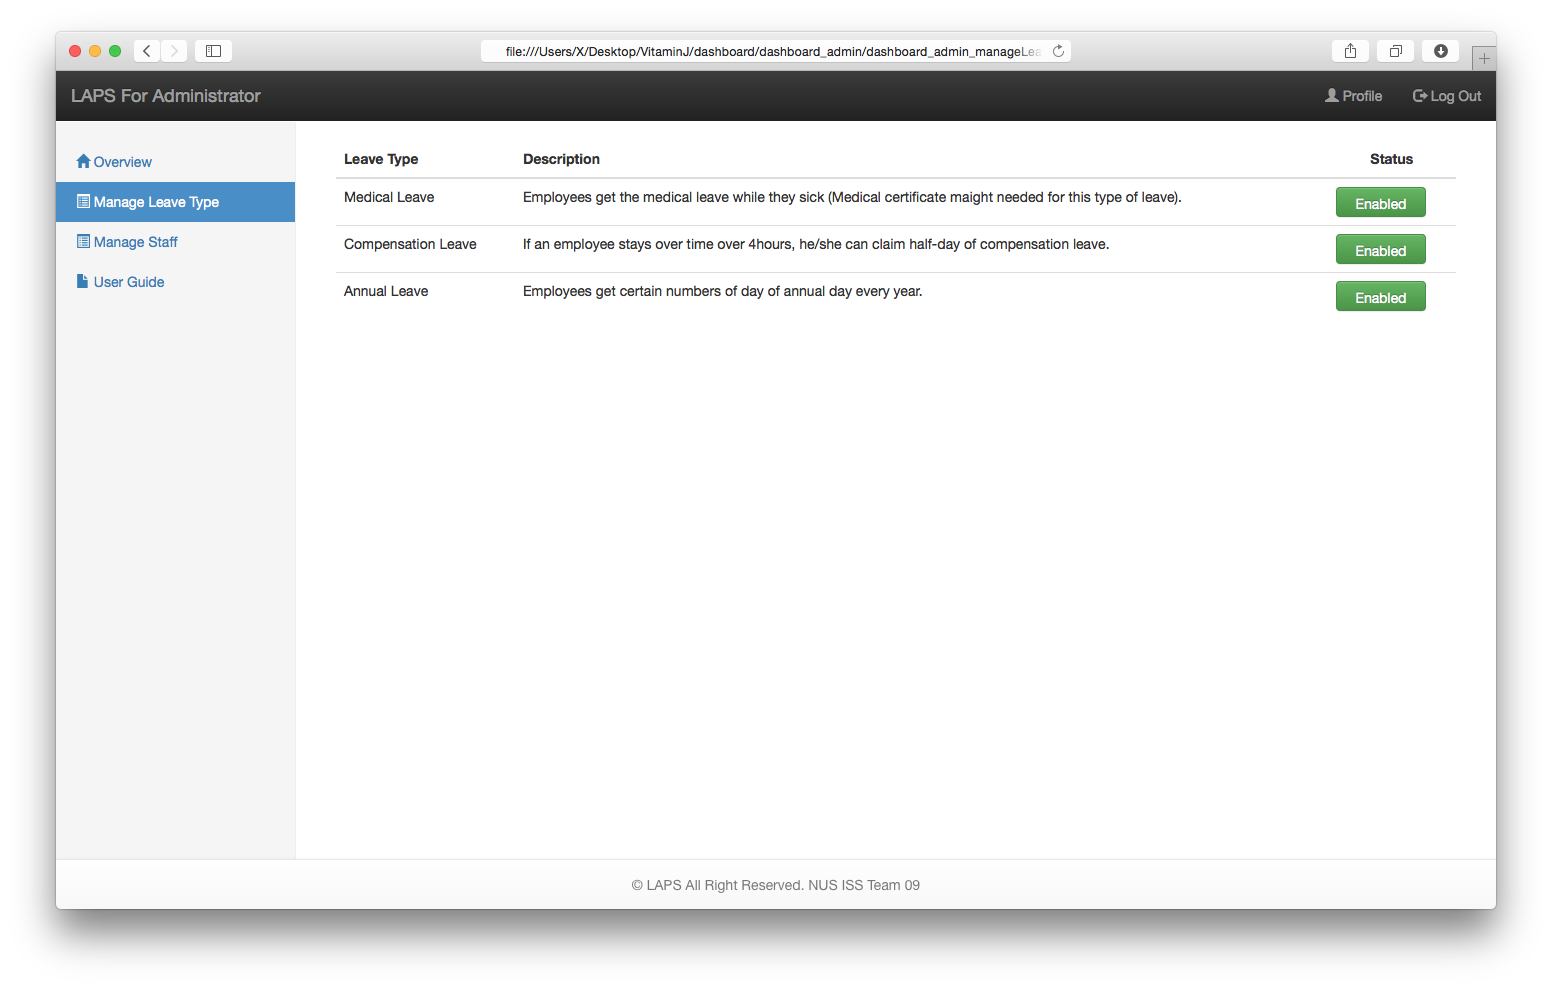 file:///Users/X/Desktop/VitaminJ/dashboard/dashboard_admin/dashboard_admin_manageLea
LAPS For Administrator
Profile
Log Out
Overview
Manage Leave Type
Manage Staff
User Guide
Leave Type Description Status
Medical Leave Employees get the medical leave while they sick (Medical certificate maight needed for this type of leave). Enabled
Compensation Leave If an employee stays over time over 4hours, he/she can claim half-day of compensation leave. Enabled
Annual Leave Employees get certain numbers of day of annual day every year. Enabled
© LAPS All Right Reserved. NUS ISS Team 09